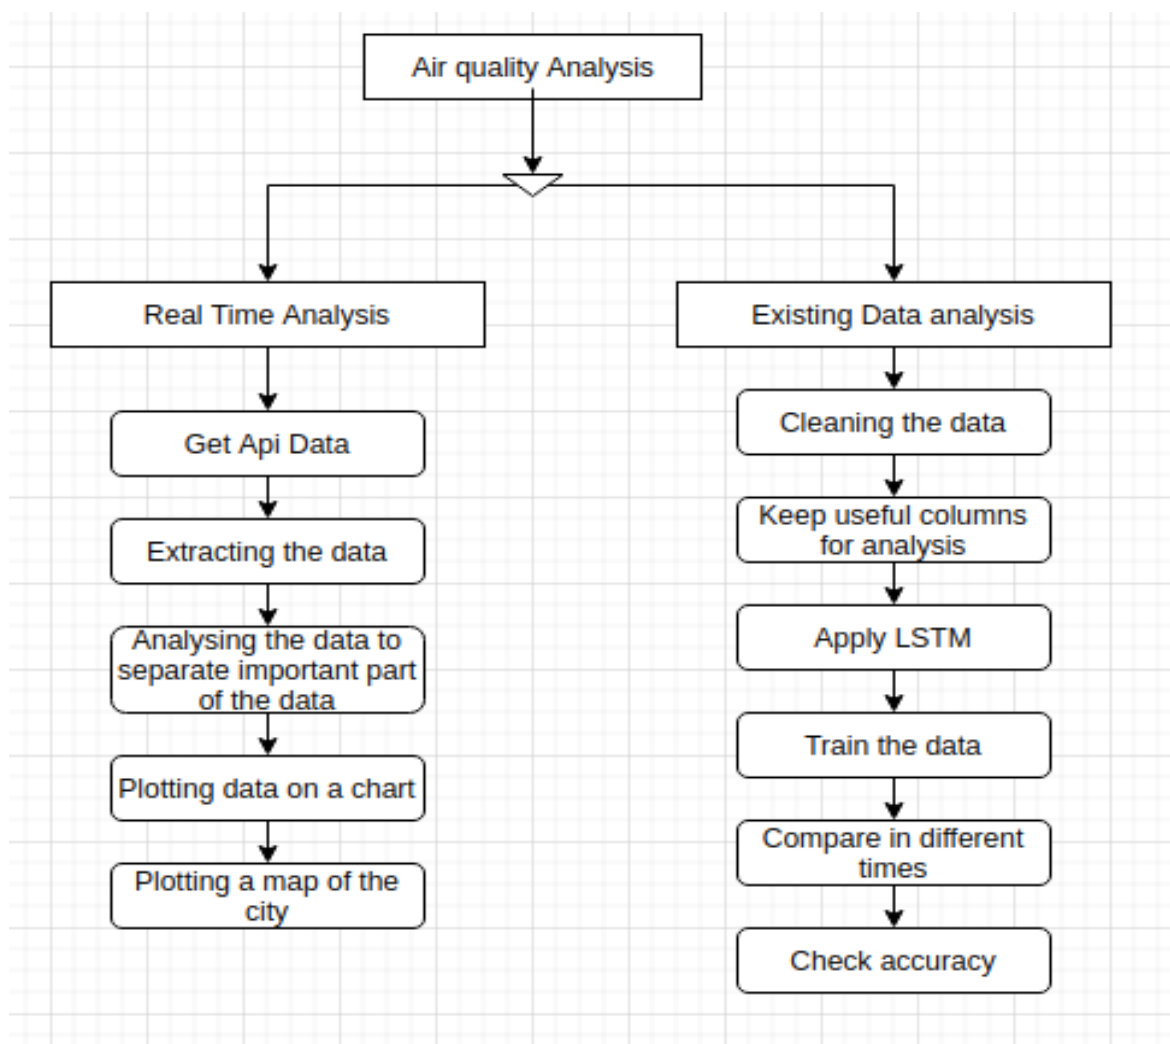 Air quality Analysis
Real Time Analysis
Get Api Data
Extracting the data
Analysing the data to
separate important part
of the data
Plotting data on a chart
Plotting a map of the
city
Existing Data analysis
Cleaning the data
Keep useful columns
for analysis
Apply LSTM
Train the data
Compare in different
times
Check accuracy